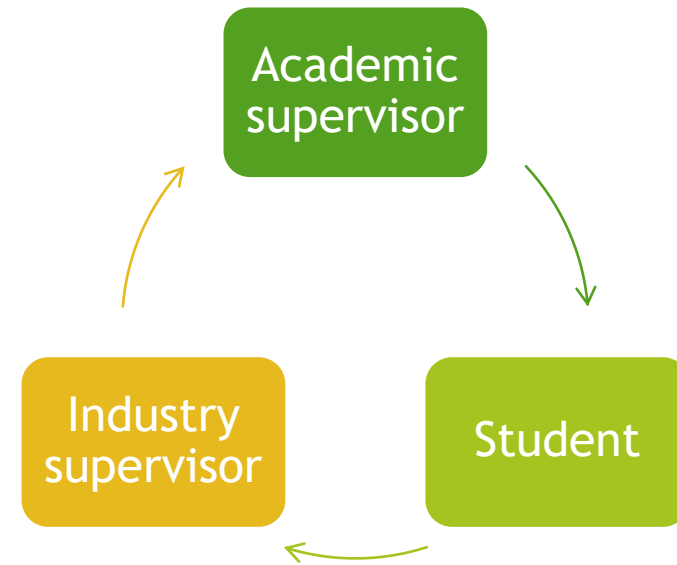 Academic
supervisor
Student
Industry
supervisor